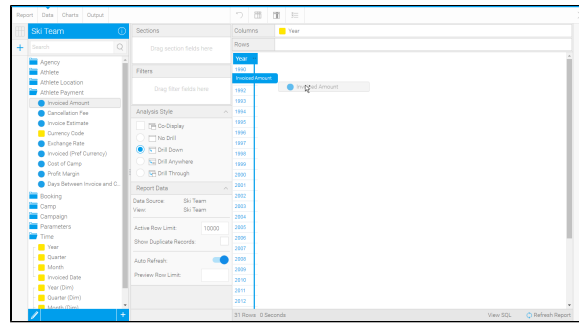 Report Data Charts Output
Ski Team
Search
Agency
Athlete
Athlete Location
Athlete Payment
Invoiced Amount
Cancellation Fee
Invoice Estimate
Currency Code
Exchange Rate
Invoiced (Pref Currency)
Cost of Camp
Profit Margin
Days Between Invoice and C..
Booking
Camp
Campaign
Parameters
Time
Year
Quarter
Month
Invoiced Date
Year (Dim)
Quarter (Dim)
Month (Dim)
Sections
Drag section fields here
Filters
Drag filter fields here
Analysis Style
Co-Display
No Drill
Drill Down
Drill Anywhere
Drill Through
Report Data
Data Source: Ski Team
View: Ski Team
Active Row Limit: 10000
Show Duplicate Records:
Auto Refresh
Preview Row Limit:
Columns Year
Rows
Year
1990
Invoiced Amount
1992
1993
1994
1995
1996
1997
1998
1999
2000
2001
2002
2003
2004
2005
2006
2007
2008
2009
2010
2011
2012
Invoiced Amount
31 Rows 0 Seconds
View SQL
Refresh Report